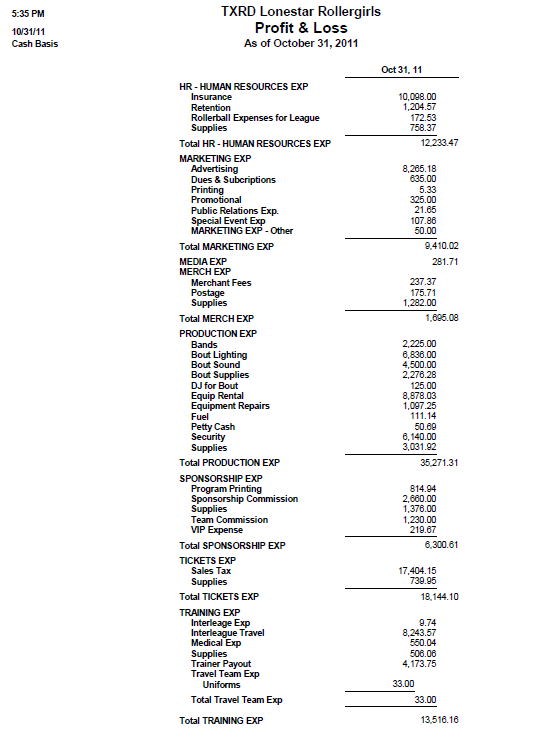 5:35 PM
TXRD Lonestar Rollergirls
10/31/11
Profit & Loss
Cash Basis
As of October 31, 2011
Oct 31, 11
HR - HUMAN RESOURCES EXP
Insurance 10,098.00
Retention 1,204.57
Rollerball Expenses for League 172.53
Supplies 758.37
Total HR - HUMAN RESOURCES EXP 12,233.47
MARKETING EXP
Advertising 8,265.18
Dues & Subcriptions 635.00
Printing 5.33
Promotional 325.00
Public Relations Exp. 21.65
Special Event Exp 107.86
MARKETING EXP - Other 50.00
Total MARKETING EXP 9,410.02
MEDIA EXP 281.71
MERCH EXP
Merchant Fees 237.37
Postage 175.71
Supplies 1,282.00
Total MERCH EXP 1,695.08
PRODUCTION EXP
Bands 2,225.00
Bout Lighting 6,836.00
Bout Sound 4,500.00
Bout Supplies 2,276.28
DJ for Bout 125.00
Equip Rental 8,878.03
Equipment Repairs 1,097.25
Fuel 111.14
Petty Cash 50.69
Security 6,140.00
Supplies 3,031.92
Total PRODUCTION EXP 35,271.31
SPONSORSHIP EXP
Program Printing 814.94
Sponsorship Commission 2,660.00
Supplies 1,376.00
Team Commission 1,230.00
VIP Expense 219.67
Total SPONSORSHIP EXP 6,300.61
TICKETS EXP
Sales Tax 17,404.15
Supplies 739.95
Total TICKETS EXP 18,144.10
TRAINING EXP
Interleage Exp 9.74
Interleague Travel 8,243.57
Medical Exp 550.04
Supplies 506.06
Trainer Payout 4,173.75
Travel Team Exp
Uniforms 33.00
Total Travel Team Exp 33.00
Total TRAINING EXP 13,516.16